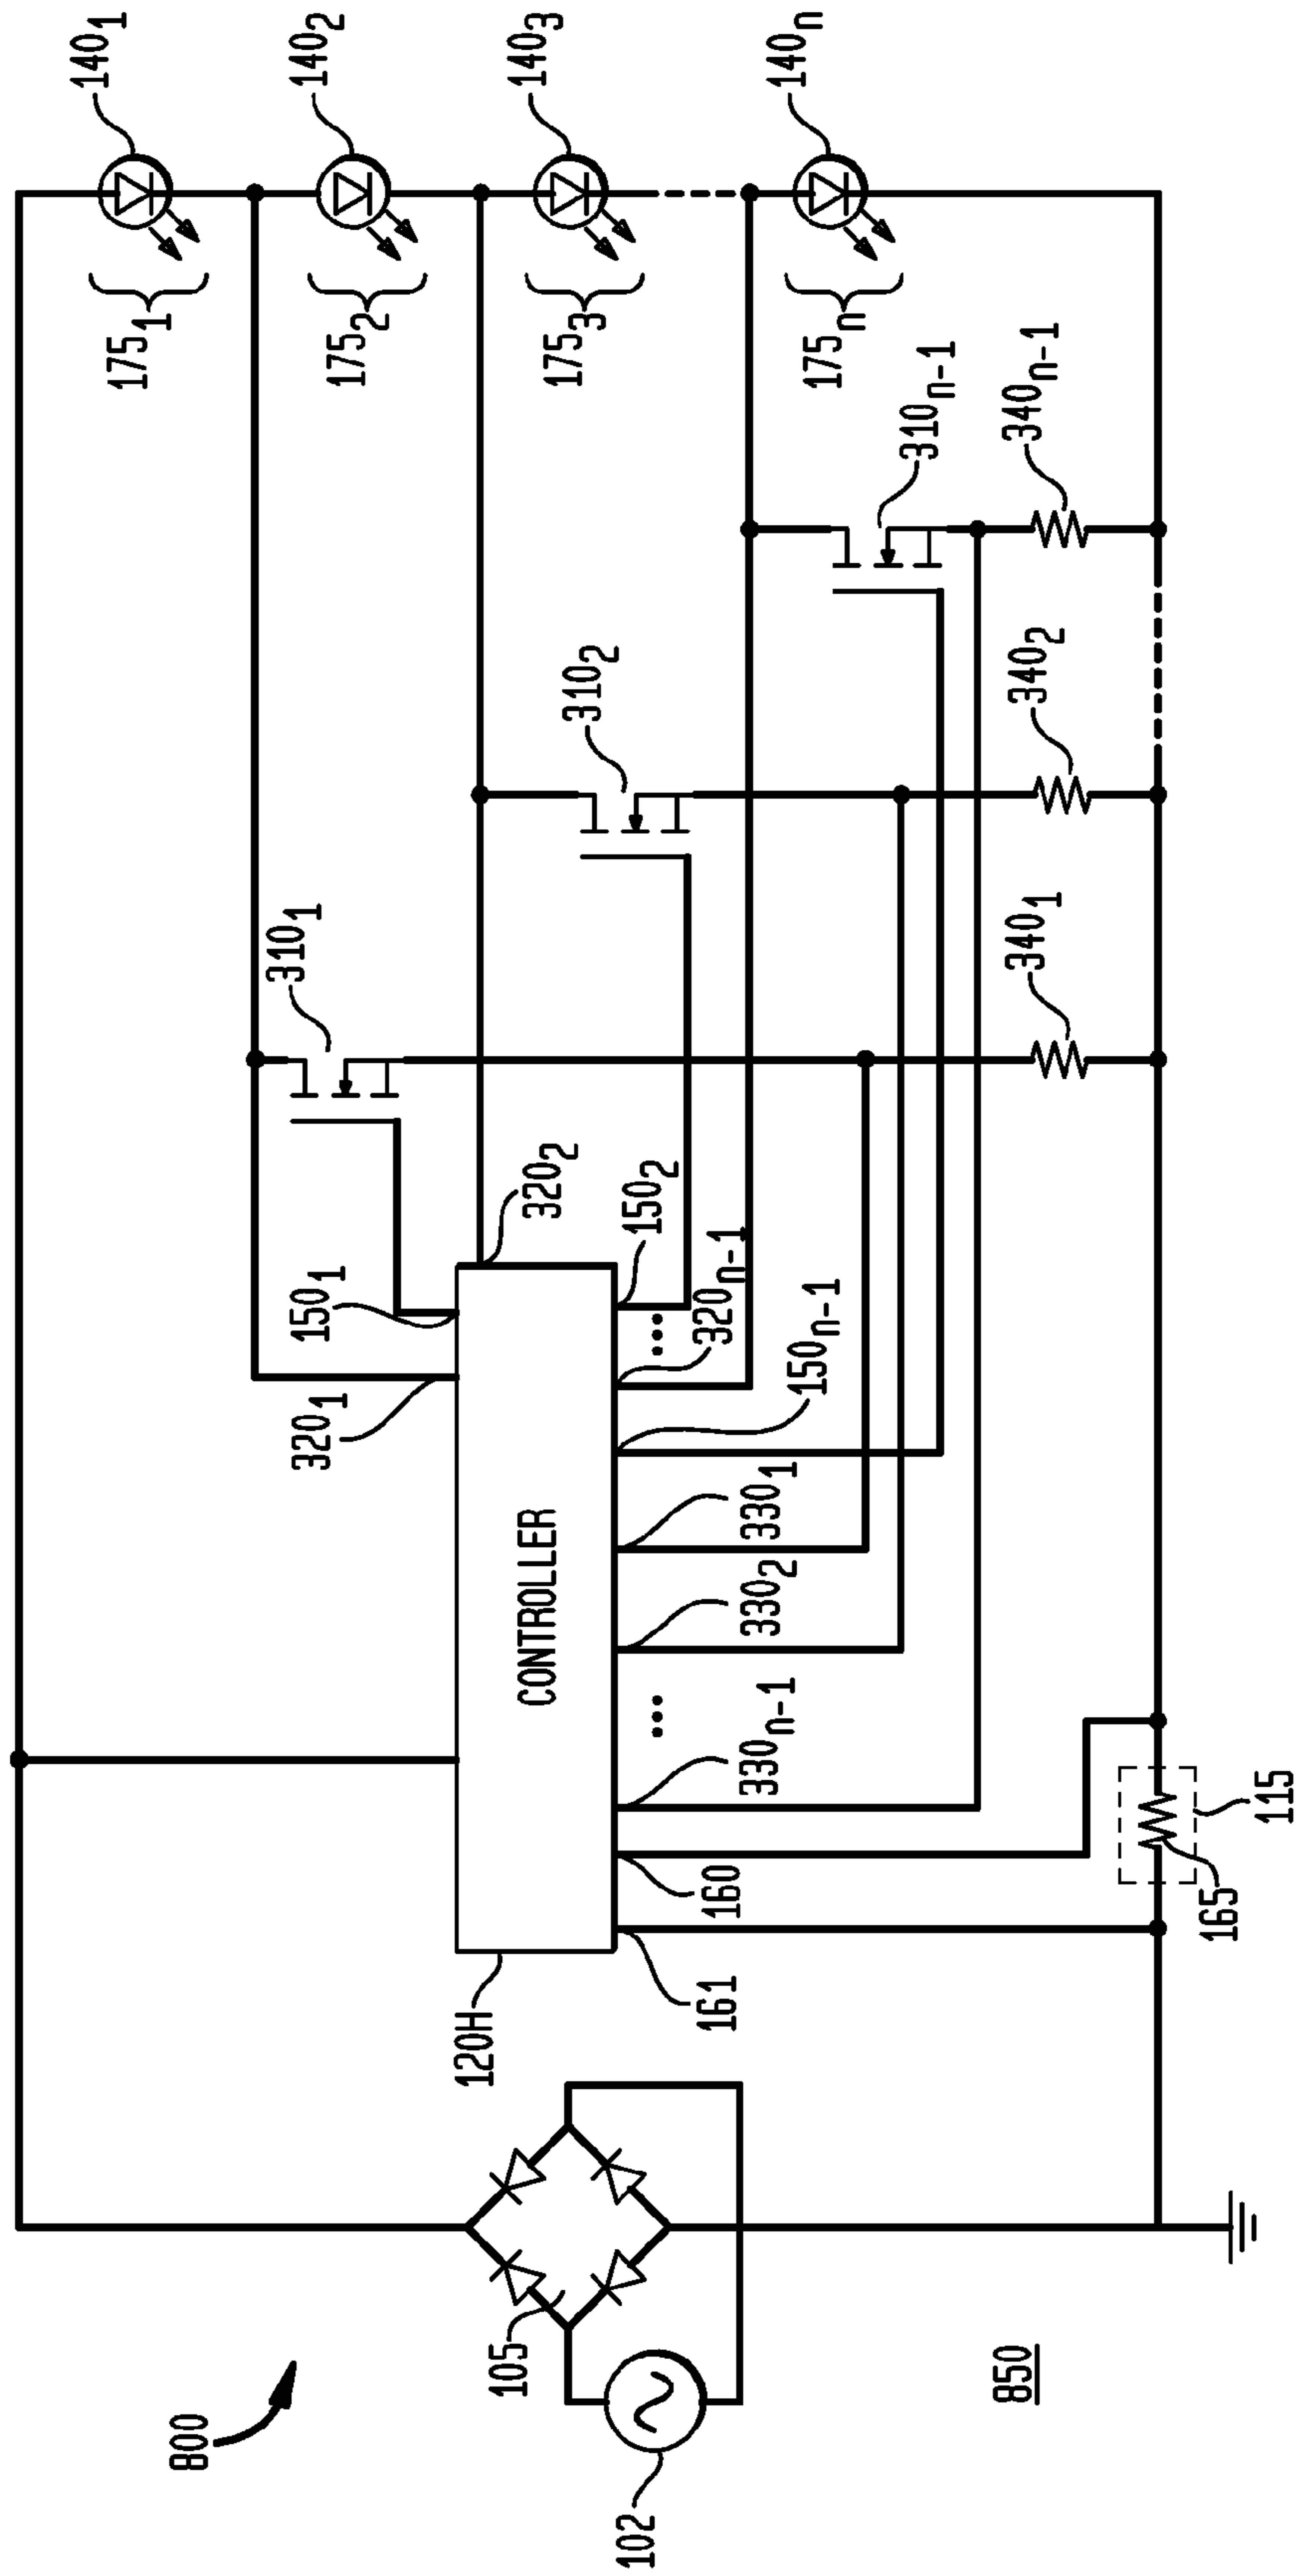 140₁
175₁
800
310₁
150₁
320₁
140₂
175₂
120H
105
CONTROLLER
320₂
140₃
175₃
310₂
102
150₂
161
160
320ₙ₋₁
330ₙ₋₁
330₂
330₁
...
...
150ₙ₋₁
140ₙ
175ₙ
310ₙ₋₁
850
340₁
340₂
340ₙ₋₁
165
115